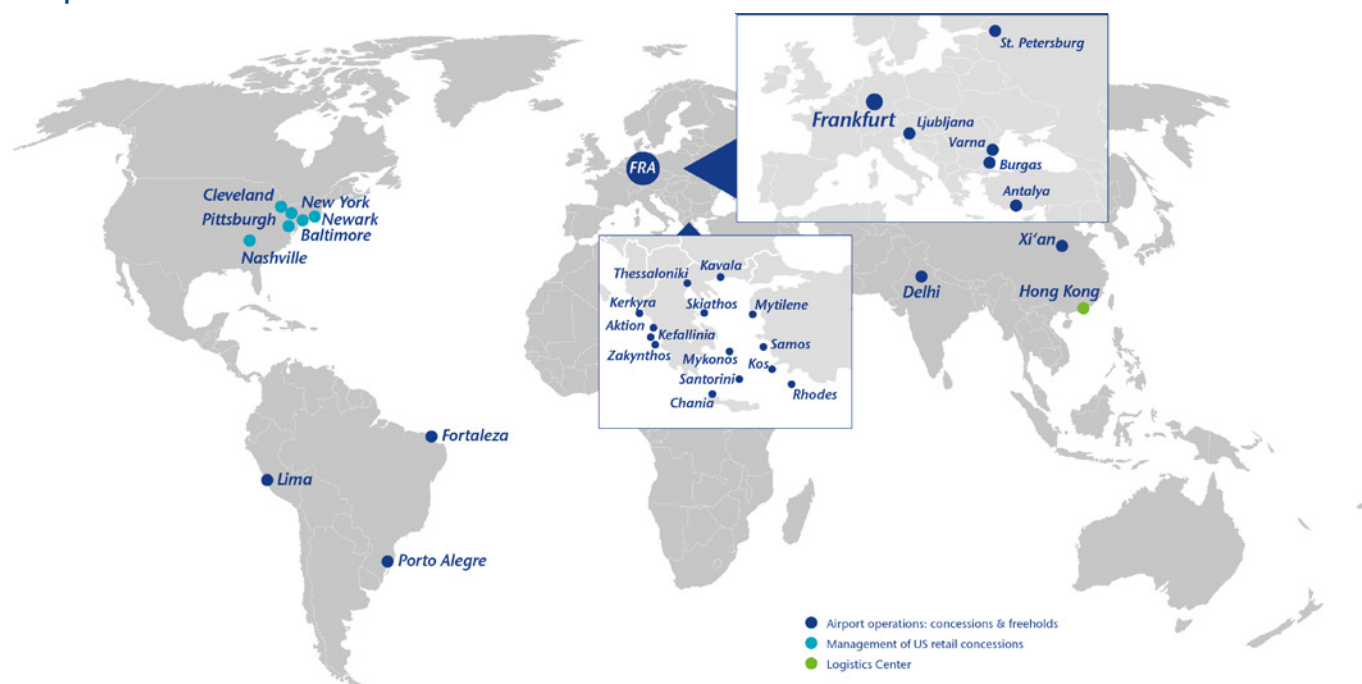 St. Petersburg
Frankfurt
Ljubljana
Varna
Burgas
Antalya
FRA
Cleveland
New York
Pittsburgh
Newark
Baltimore
Nashville
Xi'an
Delhi
Hong Kong
Kavala
Thessaloniki
Kerkyra
Skiathos
Mytilene
Aktion
Kefallinia
Zakynthos
Samos
Mykonos
Kos
Santorini
Rhodes
Chania
Fortaleza
Lima
Porto Alegre
Airport operations: concessions & freeholds
Management of US retail concessions
Logistics Center